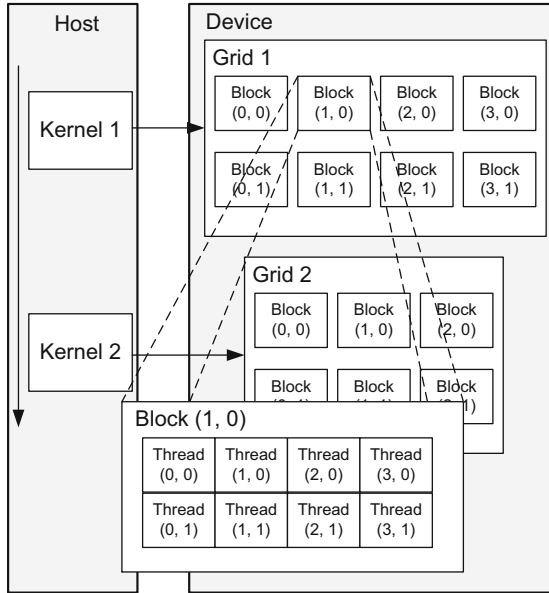 Host
Device
Grid 1
Block Block Block Block
(0, 0) (1, 0) (2, 0) (3, 0)
Kernel 1
Block Block Block Block
(0, 1) (1, 1) (2, 1) (3, 1)
Grid 2
Block Block Block
(0, 0) (1, 0) (2, 0)
Kernel 2
Block Block Block
Block (1, 0)
Thread Thread Thread Thread
(0, 0) (1, 0) (2, 0) (3, 0)
Thread Thread Thread Thread
(0, 1) (1, 1) (2, 1) (3, 1)